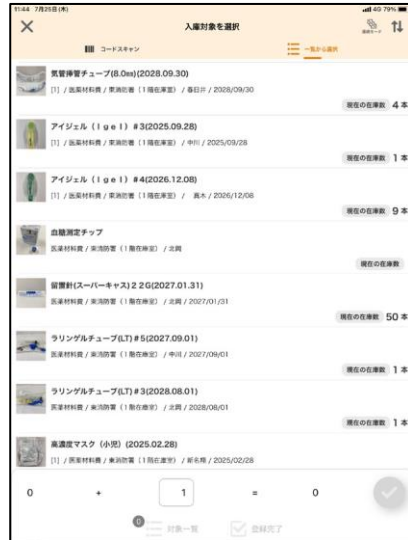 11:44 7月25日(木)
4G 79%
入庫対象を選択
コードスキャン
一覧から選択
気管挿管チューブ(8.0㎜)(2028.09.30)
[1] / 医薬材料費 / 東消防署（1階在庫室）/ 春日井 / 2028/09/30
現在の在庫数 4 本
アイジェル（Igel）#3(2025.09.28)
[1] / 医薬材料費 / 東消防署（1階在庫室）/ 中川 / 2025/09/28
現在の在庫数 1 本
アイジェル（Igel）#4(2026.12.08)
[1] / 医薬材料費 / 東消防署（1階在庫室）/ 高木 / 2026/12/08
現在の在庫数 9 本
血糖測定チップ
医薬材料費 / 東消防署（1階在庫室）/ 北岡
現在の在庫数
留置針(スーパーキャス)２２G(2027.01.31)
医薬材料費 / 東消防署（1階在庫室）/ 北岡 / 2027/01/31
現在の在庫数 50 本
ラリンゲルチューブ(LT)#5(2027.09.01)
医薬材料費 / 東消防署（1階在庫室）/ 中川 / 2027/09/01
現在の在庫数 1 本
ラリンゲルチューブ(LT)#3(2028.08.01)
医薬材料費 / 東消防署（1階在庫室）/ 北岡 / 2028/08/01
現在の在庫数 1 本
高濃度マスク（小児）(2025.02.28)
[1] / 医薬材料費 / 東消防署（1階在庫室）/ 新名 / 2025/02/28
0 + 1 = 0
0 対象一覧
登録完了